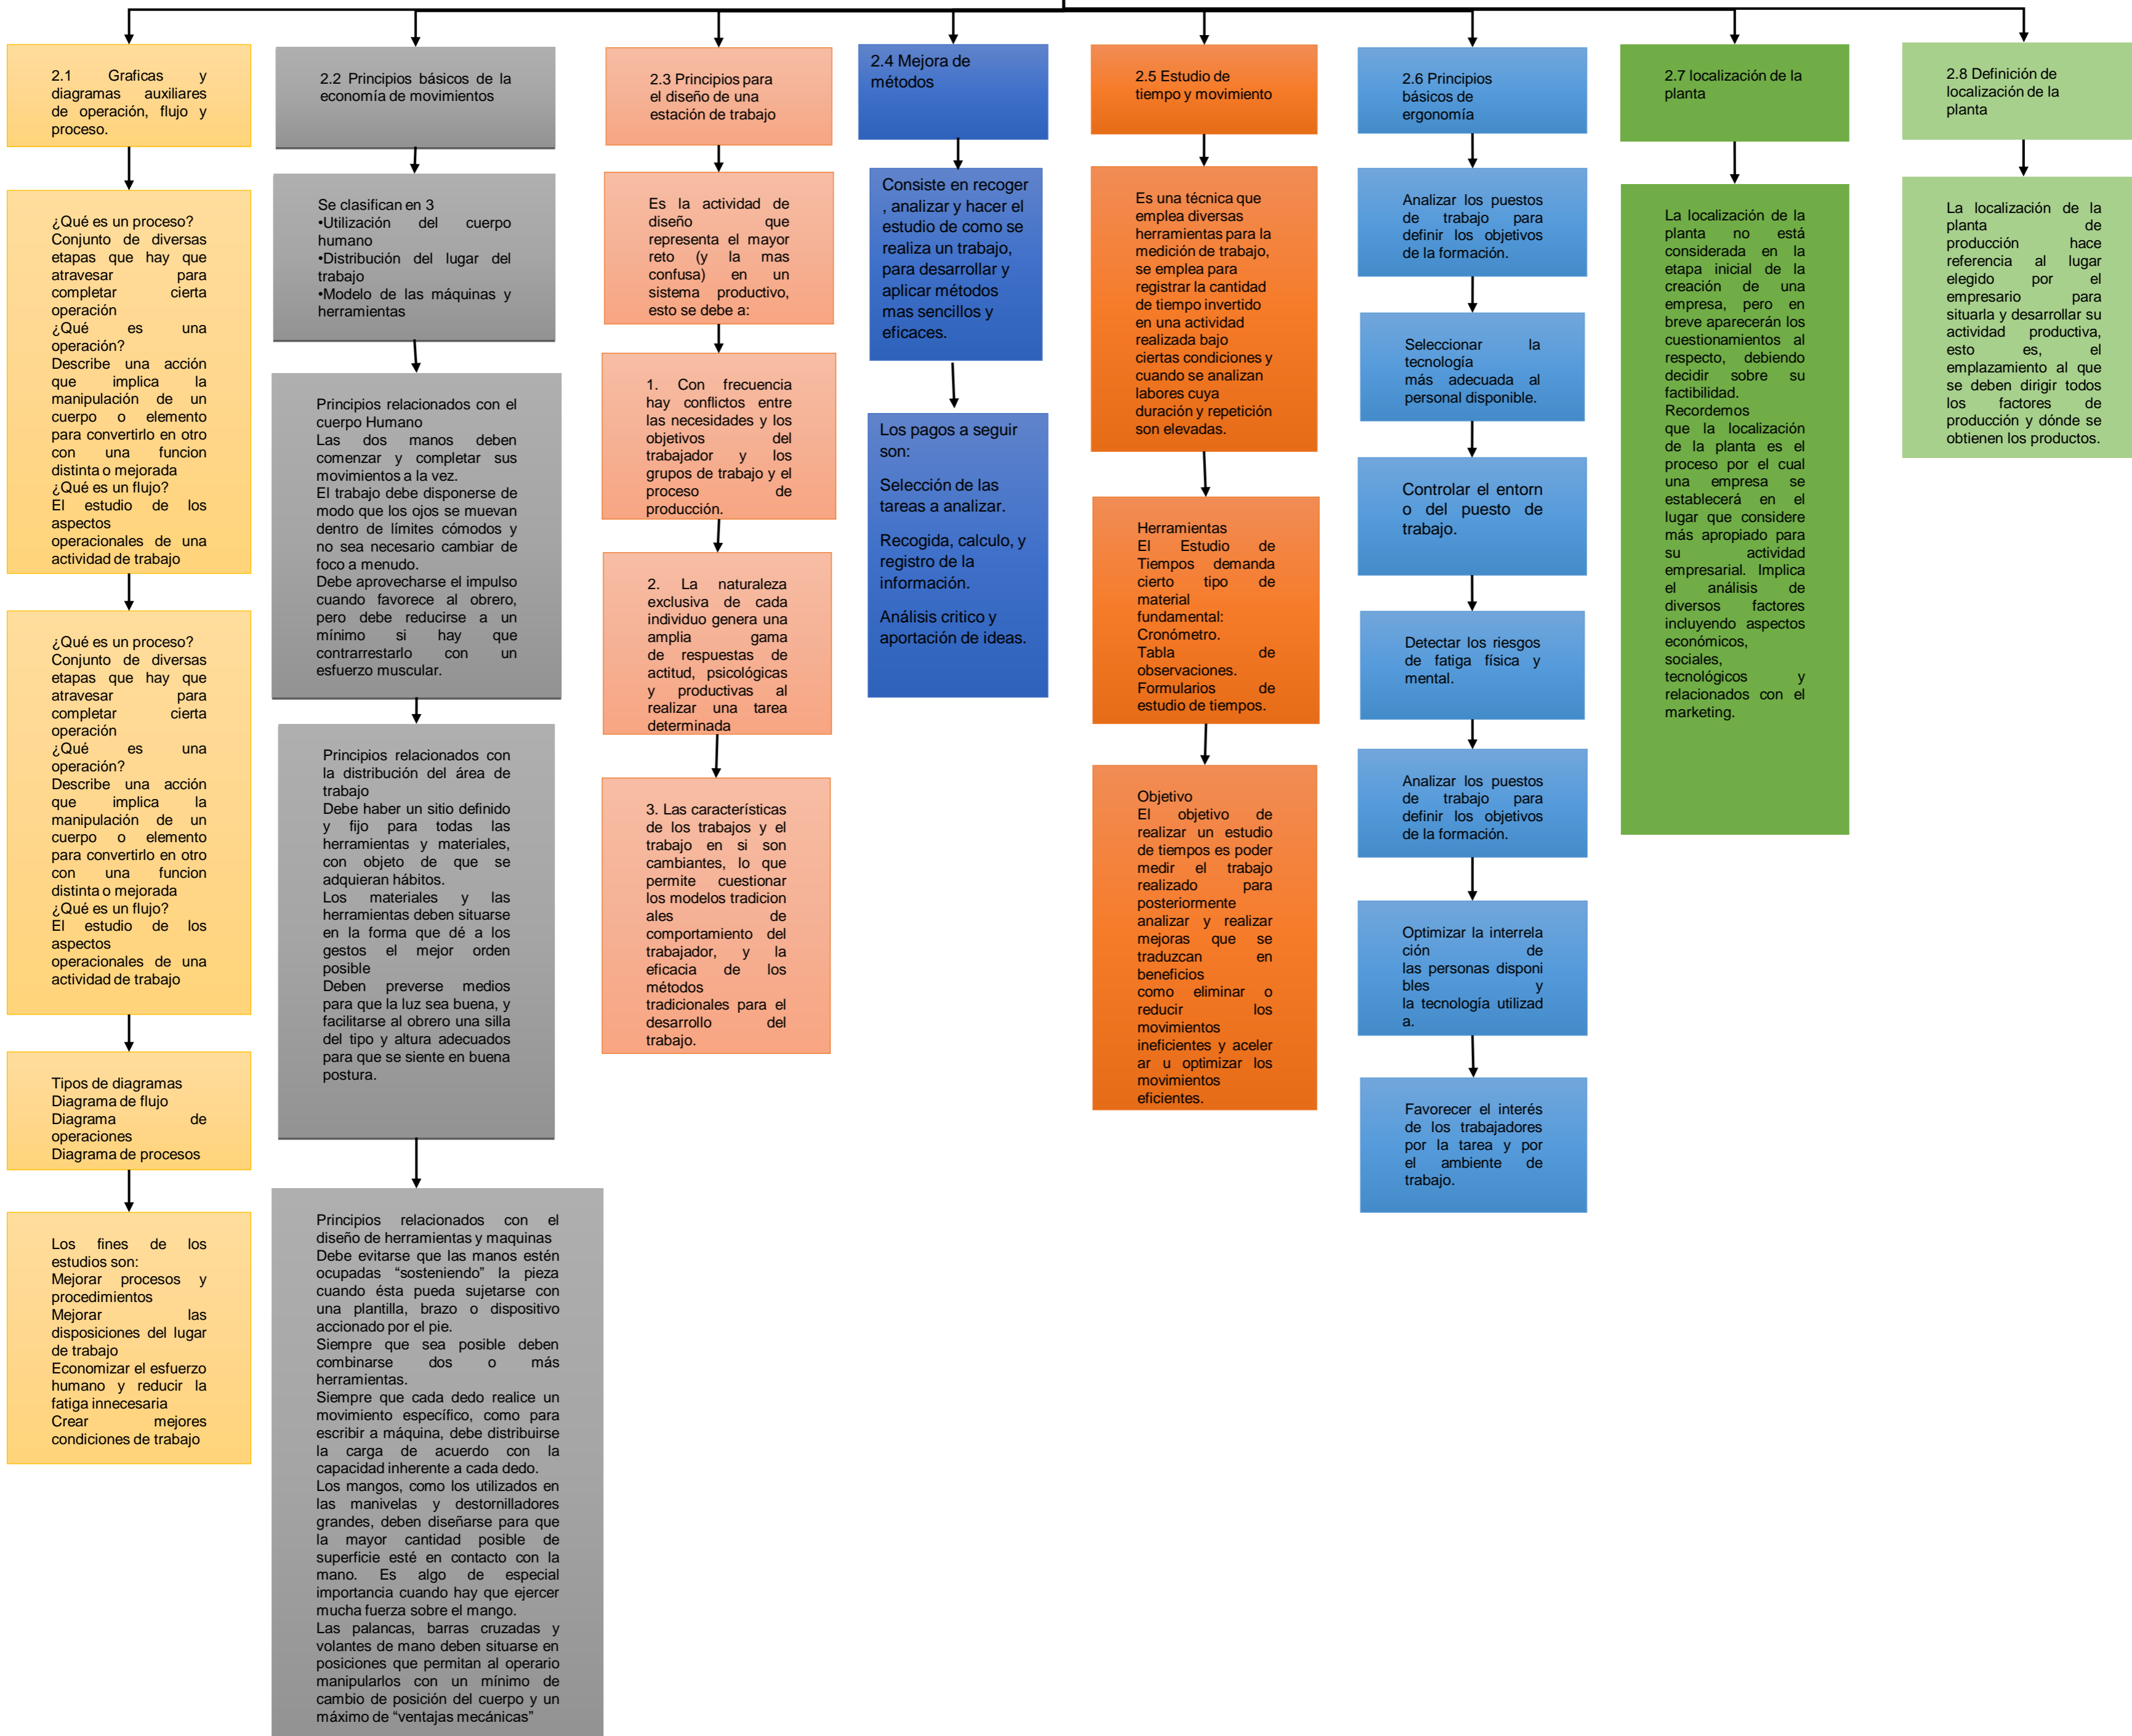 2.1 Graficas y
diagramas auxiliares
de operación, flujo y
proceso.
¿Qué es un proceso?
Conjunto de diversas
etapas que hay que
atravesar para
completar cierta
operación
¿Qué es una
operación?
Describe una acción
que implica la
manipulación de un
cuerpo o elemento
para convertirlo en otro
con una funcion
distinta o mejorada
¿Qué es un flujo?
El estudio de los
aspectos
operacionales de una
actividad de trabajo
¿Qué es un proceso?
Conjunto de diversas
etapas que hay que
atravesar para
completar cierta
operación
¿Qué es una
operación?
Describe una acción
que implica la
manipulación de un
cuerpo o elemento
para convertirlo en otro
con una funcion
distinta o mejorada
¿Qué es un flujo?
El estudio de los
aspectos
operacionales de una
actividad de trabajo
Tipos de diagramas
Diagrama de flujo
Diagrama de
operaciones
Diagrama de procesos
Los fines de los
estudios son:
Mejorar procesos y
procedimientos
Mejorar las
disposiciones del lugar
de trabajo
Economizar el esfuerzo
humano y reducir la
fatiga innecesaria
Crear mejores
condiciones de trabajo
2.2 Principios básicos de la
economía de movimientos
Se clasifican en 3
•Utilización del cuerpo
humano
•Distribución del lugar del
trabajo
•Modelo de las máquinas y
herramientas
Principios relacionados con el
cuerpo Humano
Las dos manos deben
comenzar y completar sus
movimientos a la vez.
El trabajo debe disponerse de
modo que los ojos se muevan
dentro de límites cómodos y
no sea necesario cambiar de
foco a menudo.
Debe aprovecharse el impulso
cuando favorece al obrero,
pero debe reducirse a un
mínimo si hay que
contrarrestarlo con un
esfuerzo muscular.
Principios relacionados con
la distribución del área de
trabajo
Debe haber un sitio definido
y fijo para todas las
herramientas y materiales,
con objeto de que se
adquieran hábitos.
Los materiales y las
herramientas deben situarse
en la forma que dé a los
gestos el mejor orden
posible
Deben preverse medios
para que la luz sea buena, y
facilitarse al obrero una silla
del tipo y altura adecuados
para que se siente en buena
postura.
Principios relacionados con el
diseño de herramientas y maquinas
Debe evitarse que las manos estén
ocupadas “sosteniendo” la pieza
cuando ésta pueda sujetarse con
una plantilla, brazo o dispositivo
accionado por el pie.
Siempre que sea posible deben
combinarse dos o más
herramientas.
Siempre que cada dedo realice un
movimiento específico, como para
escribir a máquina, debe distribuirse
la carga de acuerdo con la
capacidad inherente a cada dedo.
Los mangos, como los utilizados en
las manivelas y destornilladores
grandes, deben diseñarse para que
la mayor cantidad posible de
superficie esté en contacto con la
mano. Es algo de especial
importancia cuando hay que ejercer
mucha fuerza sobre el mango.
Las palancas, barras cruzadas y
volantes de mano deben situarse en
posiciones que permitan al operario
manipularlos con un mínimo de
cambio de posición del cuerpo y un
máximo de “ventajas mecánicas”
2.3 Principios para
el diseño de una
estación de trabajo
Es la actividad de
diseño que
representa el mayor
reto (y la mas
confusa) en un
sistema productivo,
esto se debe a:
1. Con frecuencia
hay conflictos entre
las necesidades y los
objetivos del
trabajador y los
grupos de trabajo y el
proceso de
producción.
2. La naturaleza
exclusiva de cada
individuo genera una
amplia gama
de respuestas de
actitud, psicológicas
y productivas al
realizar una tarea
determinada
3. Las características
de los trabajos y el
trabajo en si son
cambiantes, lo que
permite cuestionar
los modelos tradicion
ales de
comportamiento del
trabajador, y la
eficacia de los
métodos
tradicionales para el
desarrollo del
trabajo.
2.4 Mejora de
métodos
Consiste en recoger
, analizar y hacer el
estudio de como se
realiza un trabajo,
para desarrollar y
aplicar métodos
mas sencillos y
eficaces.
Los pagos a seguir
son:
Selección de las
tareas a analizar.
Recogida, calculo, y
registro de la
información.
Análisis critico y
aportación de ideas.
2.5 Estudio de
tiempo y movimiento
Es una técnica que
emplea diversas
herramientas para la
medición de trabajo,
se emplea para
registrar la cantidad
de tiempo invertido
en una actividad
realizada bajo
ciertas condiciones y
cuando se analizan
labores cuya
duración y repetición
son elevadas.
Herramientas
El Estudio de
Tiempos demanda
cierto tipo de
material
fundamental:
Cronómetro.
Tabla de
observaciones.
Formularios de
estudio de tiempos.
Objetivo
El objetivo de
realizar un estudio
de tiempos es poder
medir el trabajo
realizado para
posteriormente
analizar y realizar
mejoras que se
traduzcan en
beneficios
como eliminar o
reducir los
movimientos
ineficientes y aceler
ar u optimizar los
movimientos
eficientes.
2.6 Principios
básicos de
ergonomía
Analizar los puestos
de trabajo para
definir los objetivos
de la formación.
Seleccionar la
tecnología
más adecuada al
personal disponible.
Controlar el entorn
o del puesto de
trabajo.
Detectar los riesgos
de fatiga física y
mental.
Analizar los puestos
de trabajo para
definir los objetivos
de la formación.
Optimizar la interrela
ción de
las personas disponi
bles y
la tecnología utilizad
a.
Favorecer el interés
de los trabajadores
por la tarea y por
el ambiente de
trabajo.
2.7 localización de la
planta
La localización de la
planta no está
considerada en la
etapa inicial de la
creación de una
empresa, pero en
breve aparecerán los
cuestionamientos al
respecto, debiendo
decidir sobre su
factibilidad.
Recordemos
que la localización
de la planta es el
proceso por el cual
una empresa se
establecerá en el
lugar que considere
más apropiado para
su actividad
empresarial. Implica
el análisis de
diversos factores
incluyendo aspectos
económicos,
sociales,
tecnológicos y
relacionados con el
marketing.
2.8 Definición de
localización de la
planta
La localización de la
planta de
producción hace
referencia al lugar
elegido por el
empresario para
situarla y desarrollar su
actividad productiva,
esto es, el
emplazamiento al que
se deben dirigir todos
los factores de
producción y dónde se
obtienen los productos.